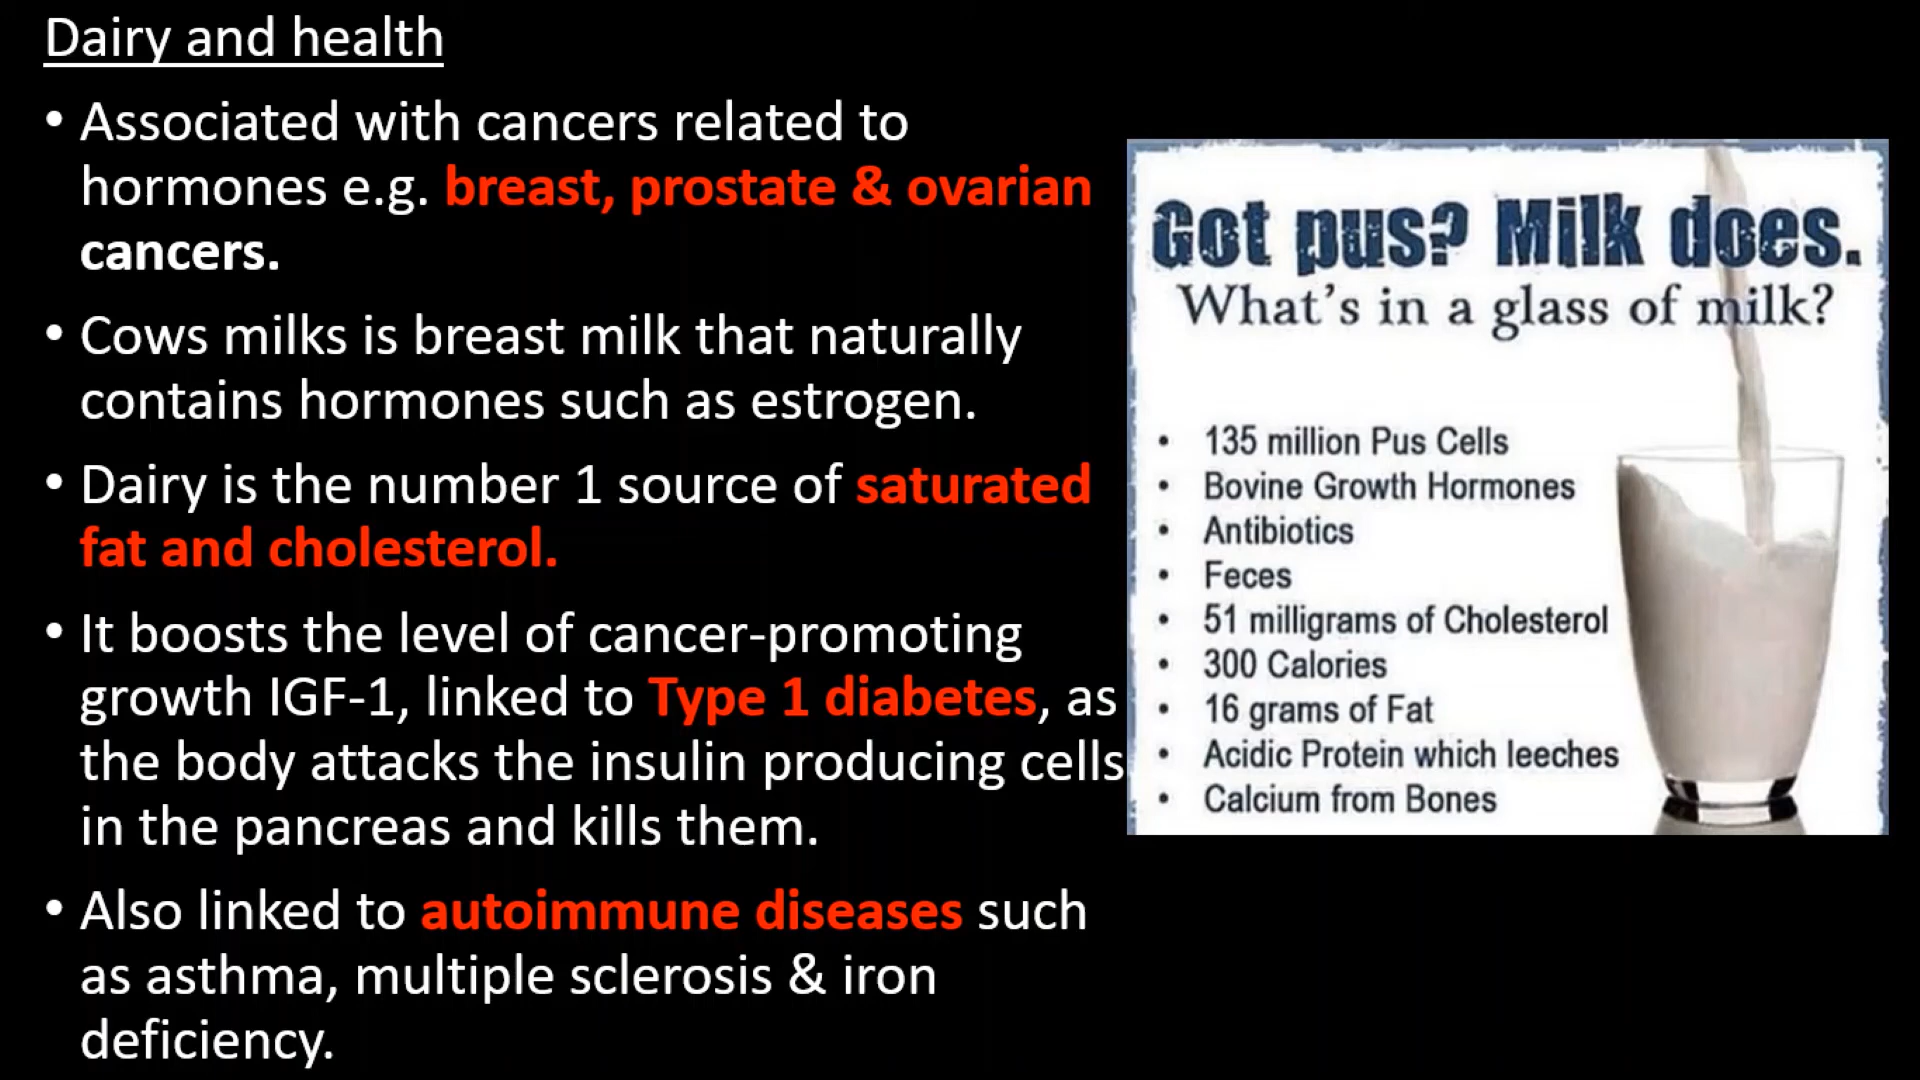 Dairy and health
• Associated with cancers related to
hormones e.g. breast, prostate & ovarian
cancers.
• Cows milks is breast milk that naturally
contains hormones such as estrogen.
• Dairy is the number 1 source of saturated
fat and cholesterol.
• It boosts the level of cancer-promoting
growth IGF-1, linked to Type 1 diabetes, as
the body attacks the insulin producing cells
in the pancreas and kills them.
• Also linked to autoimmune diseases such
as asthma, multiple sclerosis & iron
deficiency.
Got pus? Milk does.
What's in a glass of milk?
• 135 million Pus Cells
• Bovine Growth Hormones
• Antibiotics
• Feces
• 51 milligrams of Cholesterol
• 300 Calories
• 16 grams of Fat
• Acidic Protein which leeches
• Calcium from Bones